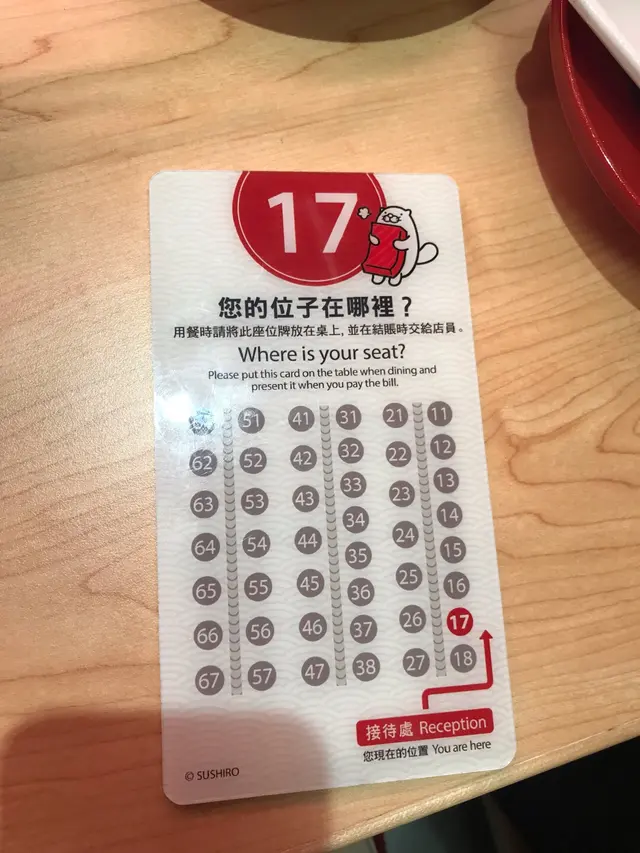 17
您的位子在哪裡？
用餐時請將此座位牌放在桌上，並在結賬時交給店員。
Where is your seat?
Please put this card on the table when dining and
present it when you pay the bill.
51 41 31 21 11
62 52 42 32 22 12
63 53 43 33 23 13
64 54 44 34 24 14
65 55 45 35 25 15
66 56 46 36 26 16
67 57 47 37 27 17
38 18
接待處 Reception
您現在的位置 You are here
© SUSHIRO